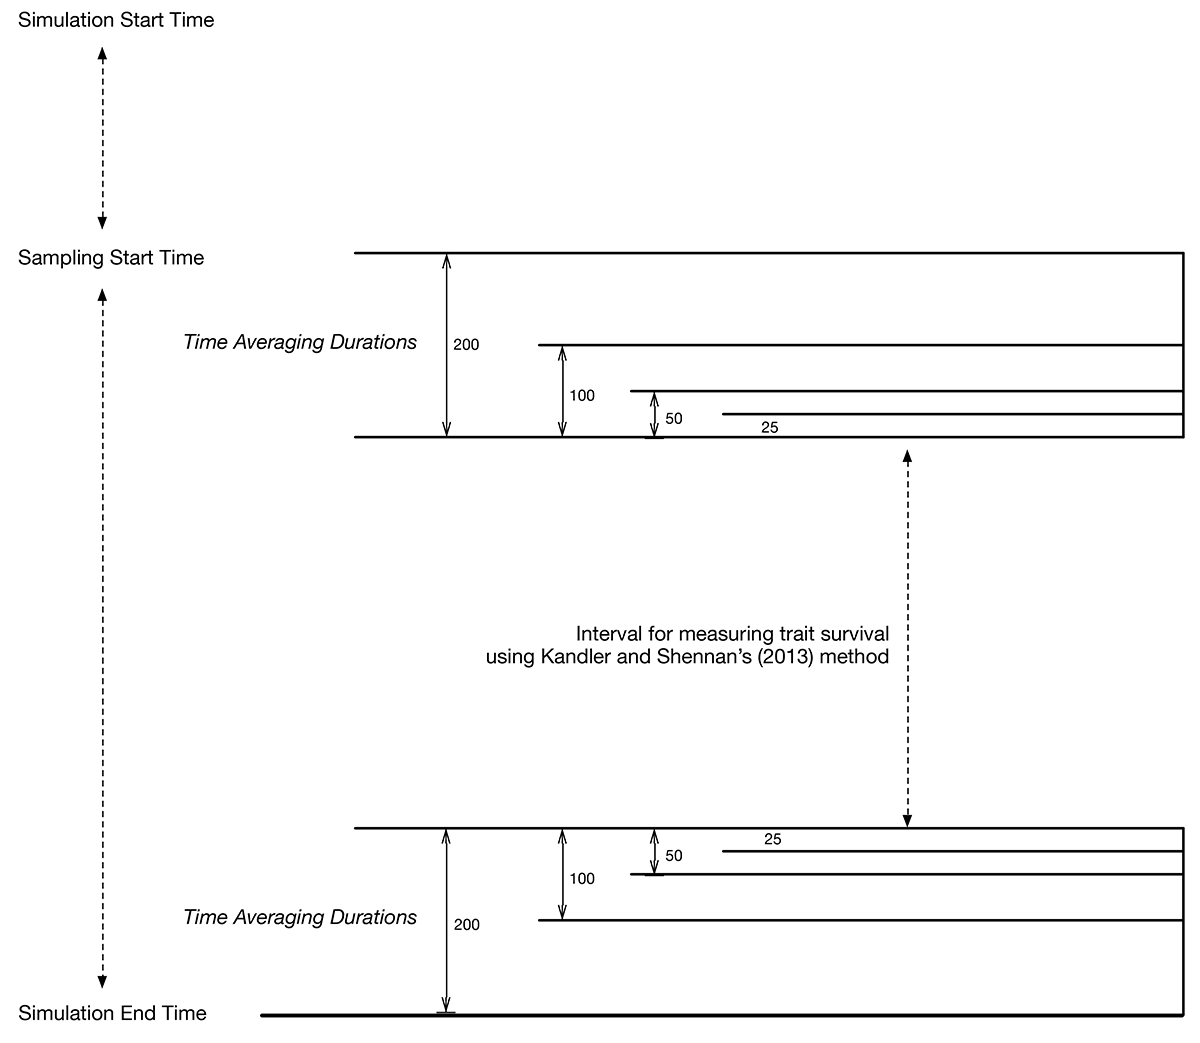 Simulation Start Time
Sampling Start Time
Time Averaging Durations
200
100
50
25
Interval for measuring trait survival
using Kandler and Shennan’s (2013) method
25
50
100
Time Averaging Durations
200
Simulation End Time